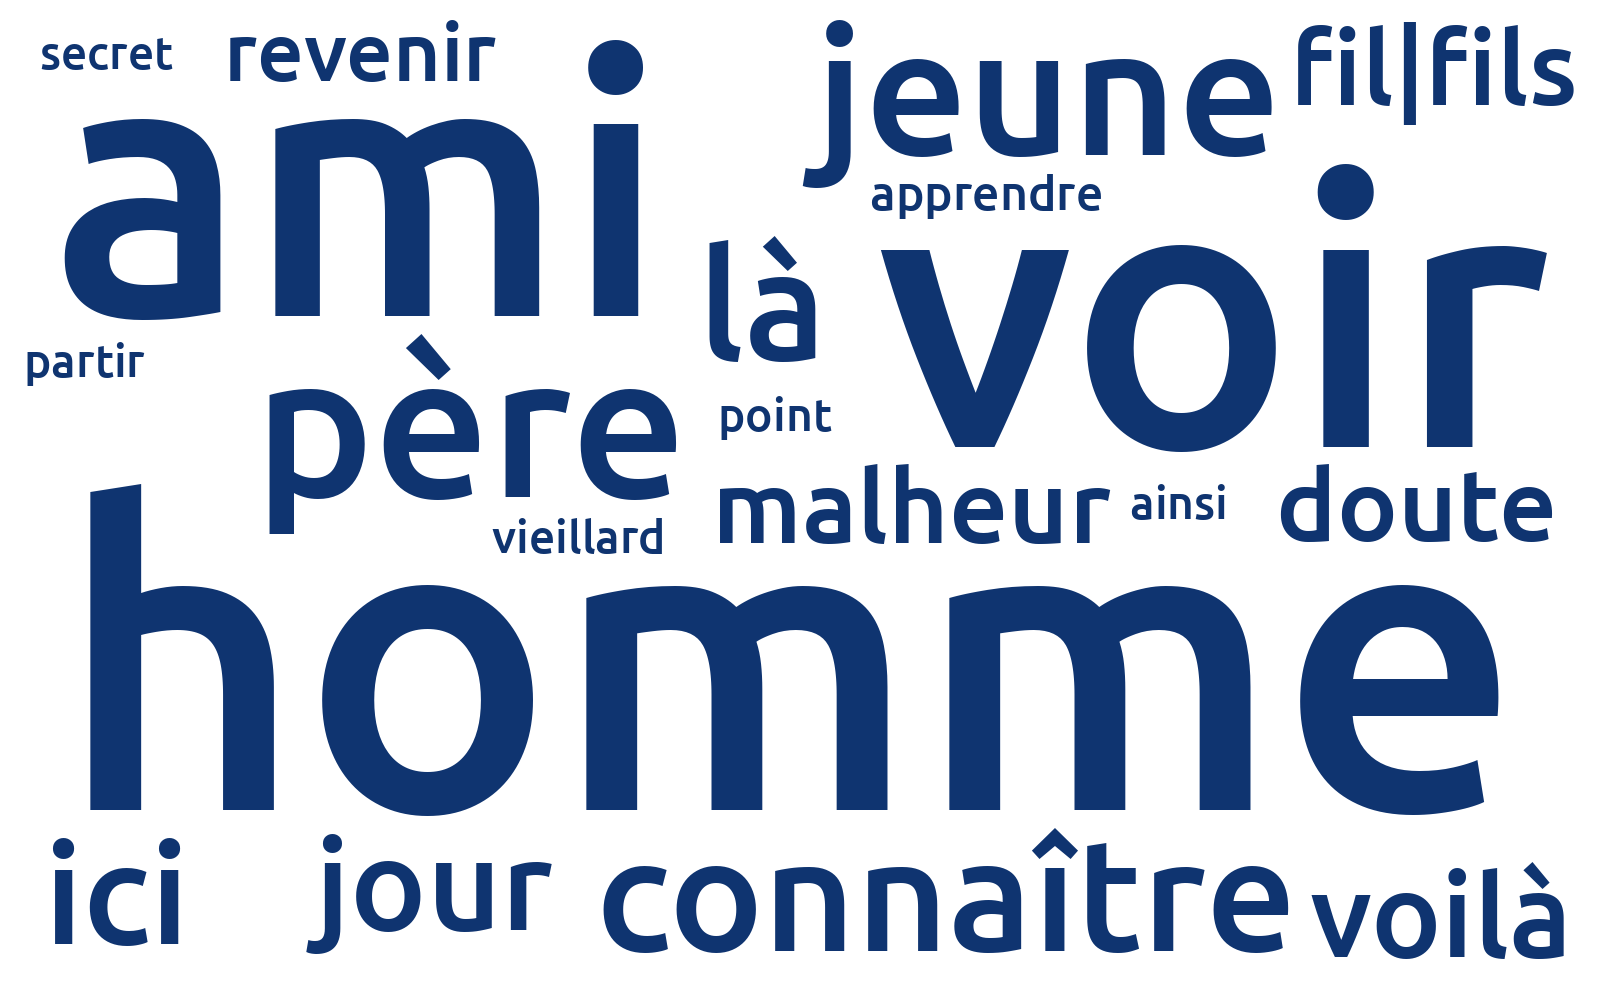 secret
revenir
ami
jeune
fil|fils
apprendre
là
voir
partir
père
point
vieillard
malheur
ainsi
doute
homme
ici
jour
connaître
voilà